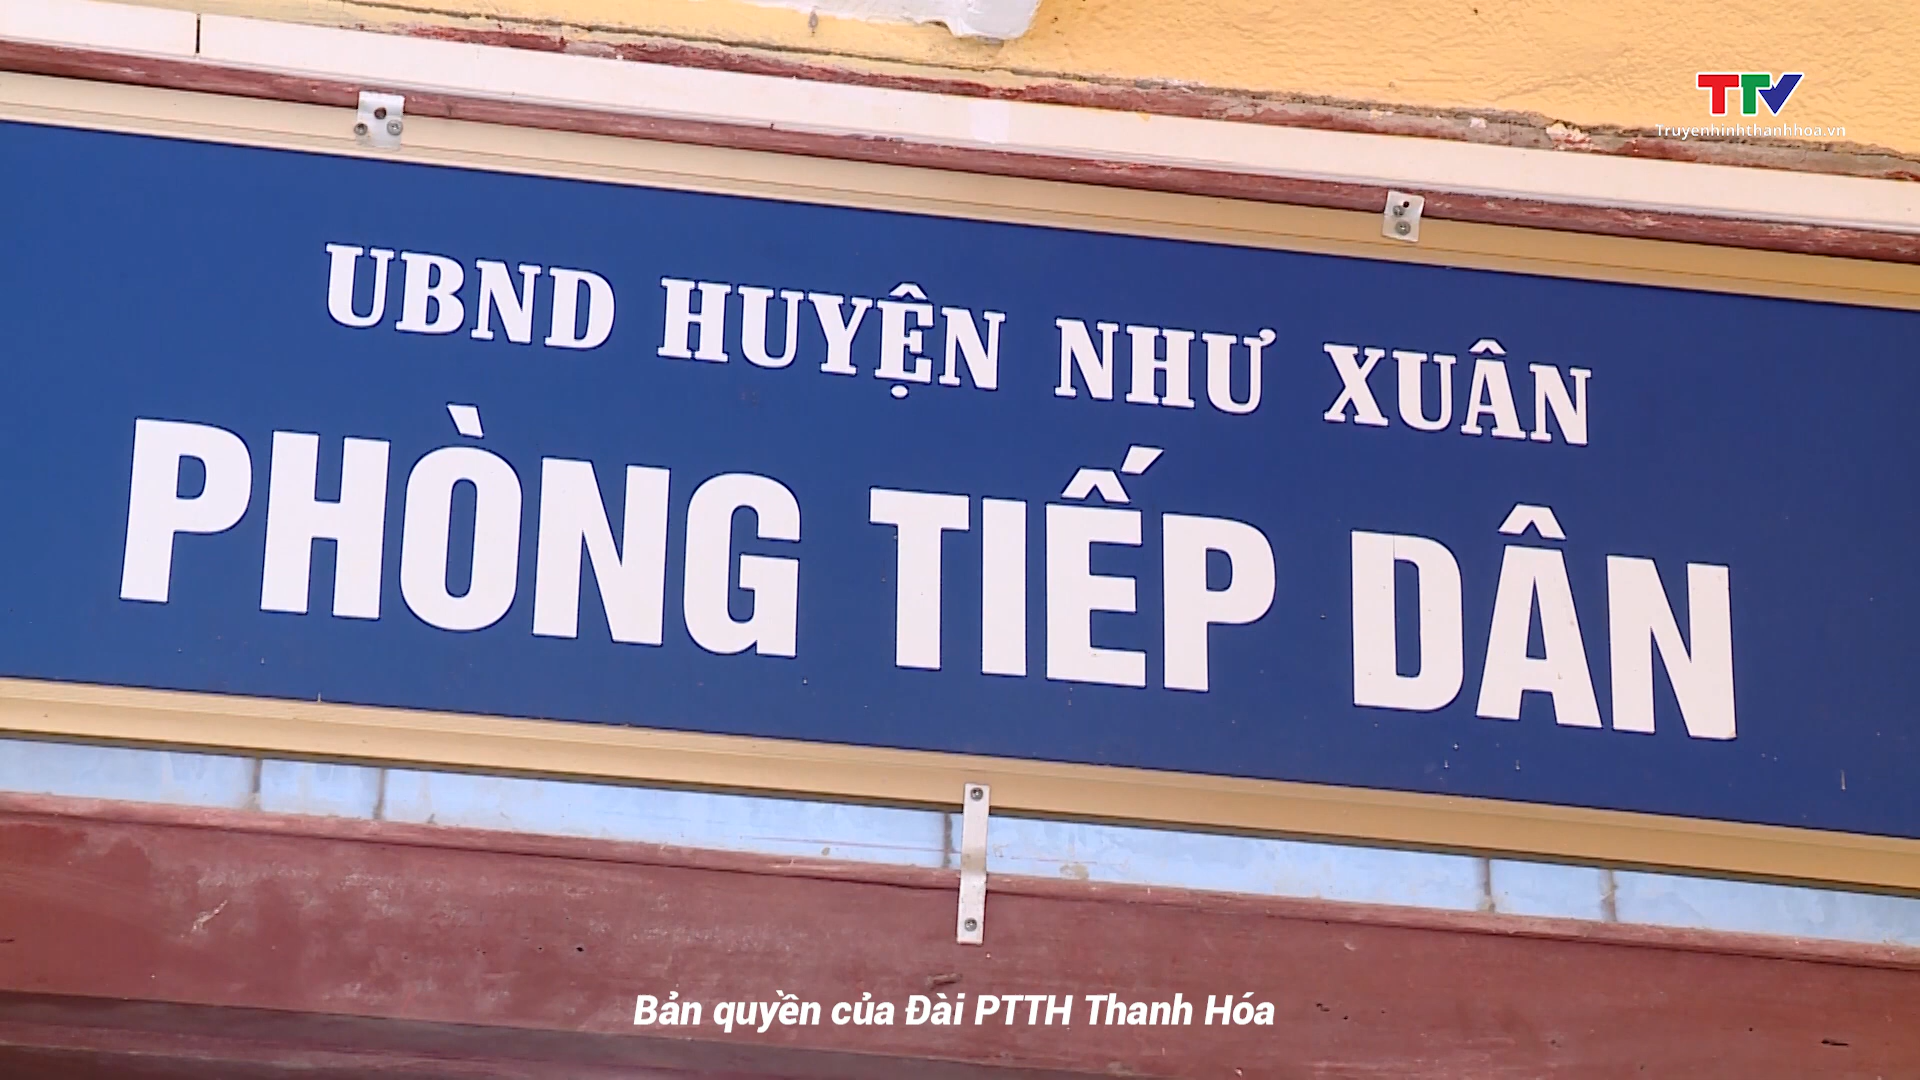 TTV
Truyenhinhthanhhoa.vn
UBND HUYỆN NHƯ XUÂN
PHÒNG TIẾP DÂN
Bản quyền của Đài PTTH Thanh Hóa